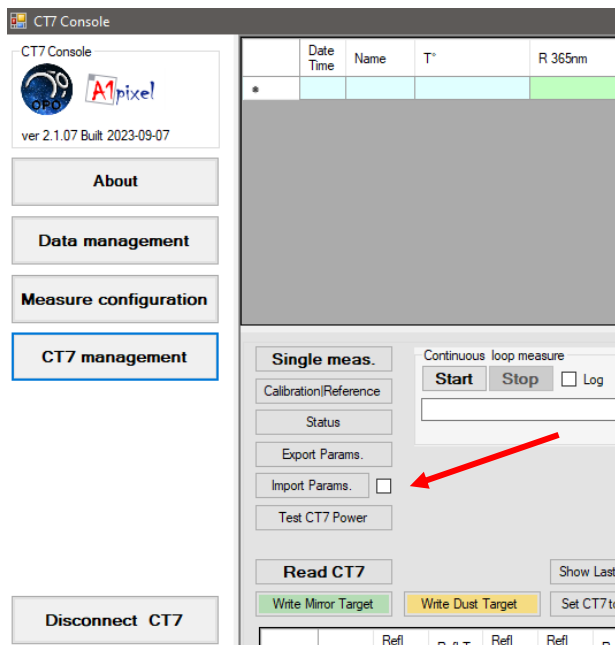 CT7 Console
CT7 Console
OPO
A1pixel
ver 2.1.07 Built 2023-09-07
About
Data management
Measure configuration
CT7 management
Disconnect CT7
Date Time
Name
T°
R 365nm
*
Single meas.
Calibration|Reference
Status
Export Params.
Import Params.
Test CT7 Power
Continuous loop measure
Start
Stop
Log
Read CT7
Show Last
Write Mirror Target
Write Dust Target
Set CT7 to
Refl
Refl
Refl